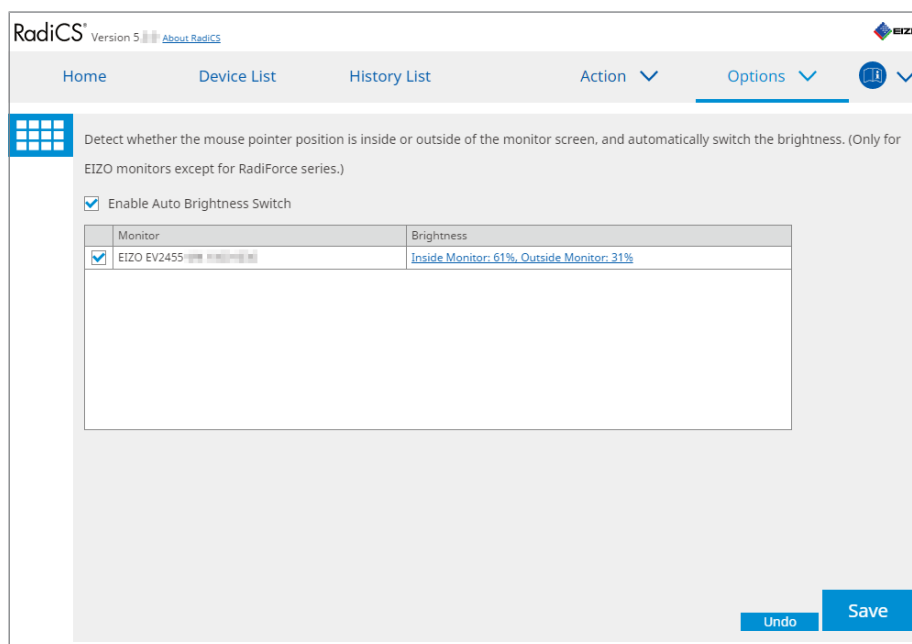 RadiCS® Version 5. About RadiCS
EIZ
Home Device List History List Action Options
Detect whether the mouse pointer position is inside or outside of the monitor screen, and automatically switch the brightness. (Only for
EIZO monitors except for RadiForce series.)
Enable Auto Brightness Switch
Monitor Brightness
EIZO EV2455 Inside Monitor: 61%, Outside Monitor: 31%
Undo Save